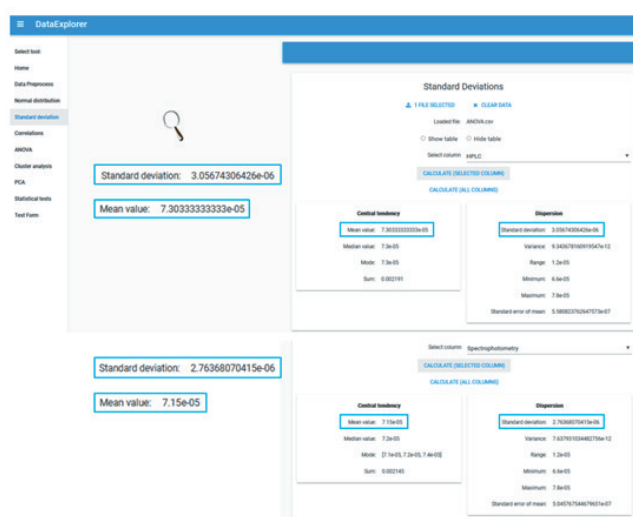 ≡ DataExplorer
Select tool:
Home
Data Preprocess
Normal distribution
Standard deviation
Correlations
ANOVA
Cluster analysis
PCA
Statistical tests
Test Form
Standard deviation: 3.05674306426e-06
Mean value: 7.30333333333e-05
Standard Deviations
1 FILE SELECTED
CLEAR DATA
Loaded file ANOVA.csv
Show table
Hide table
Select column HPLC
CALCULATE (SELECTED COLUMN)
CALCULATE (ALL COLUMNS)
Central tendency
Mean value: 7.30333333333e-05
Median value: 7.3e-05
Mode: 7.3e-05
Sum: 0.002191
Dispersion
Standard deviation: 3.05674306426e-06
Variance: 9.343678160919547e-12
Range: 1.2e-05
Minimum: 6.6e-05
Maximum: 7.8e-05
Standard error of mean: 5.580823762647573e-07
Standard deviation: 2.76368070415e-06
Mean value: 7.15e-05
Select column Spectrophotometry
CALCULATE (SELECTED COLUMN)
CALCULATE (ALL COLUMNS)
Central tendency
Mean value: 7.15e-05
Median value: 7.2e-05
Mode: [7.1e-05, 7.2e-05, 7.4e-05]
Sum: 0.002145
Dispersion
Standard deviation: 2.76368070415e-06
Variance: 7.637931034482756e-12
Range: 1.2e-05
Minimum: 6.6e-05
Maximum: 7.8e-05
Standard error of mean: 5.045767544679651e-07